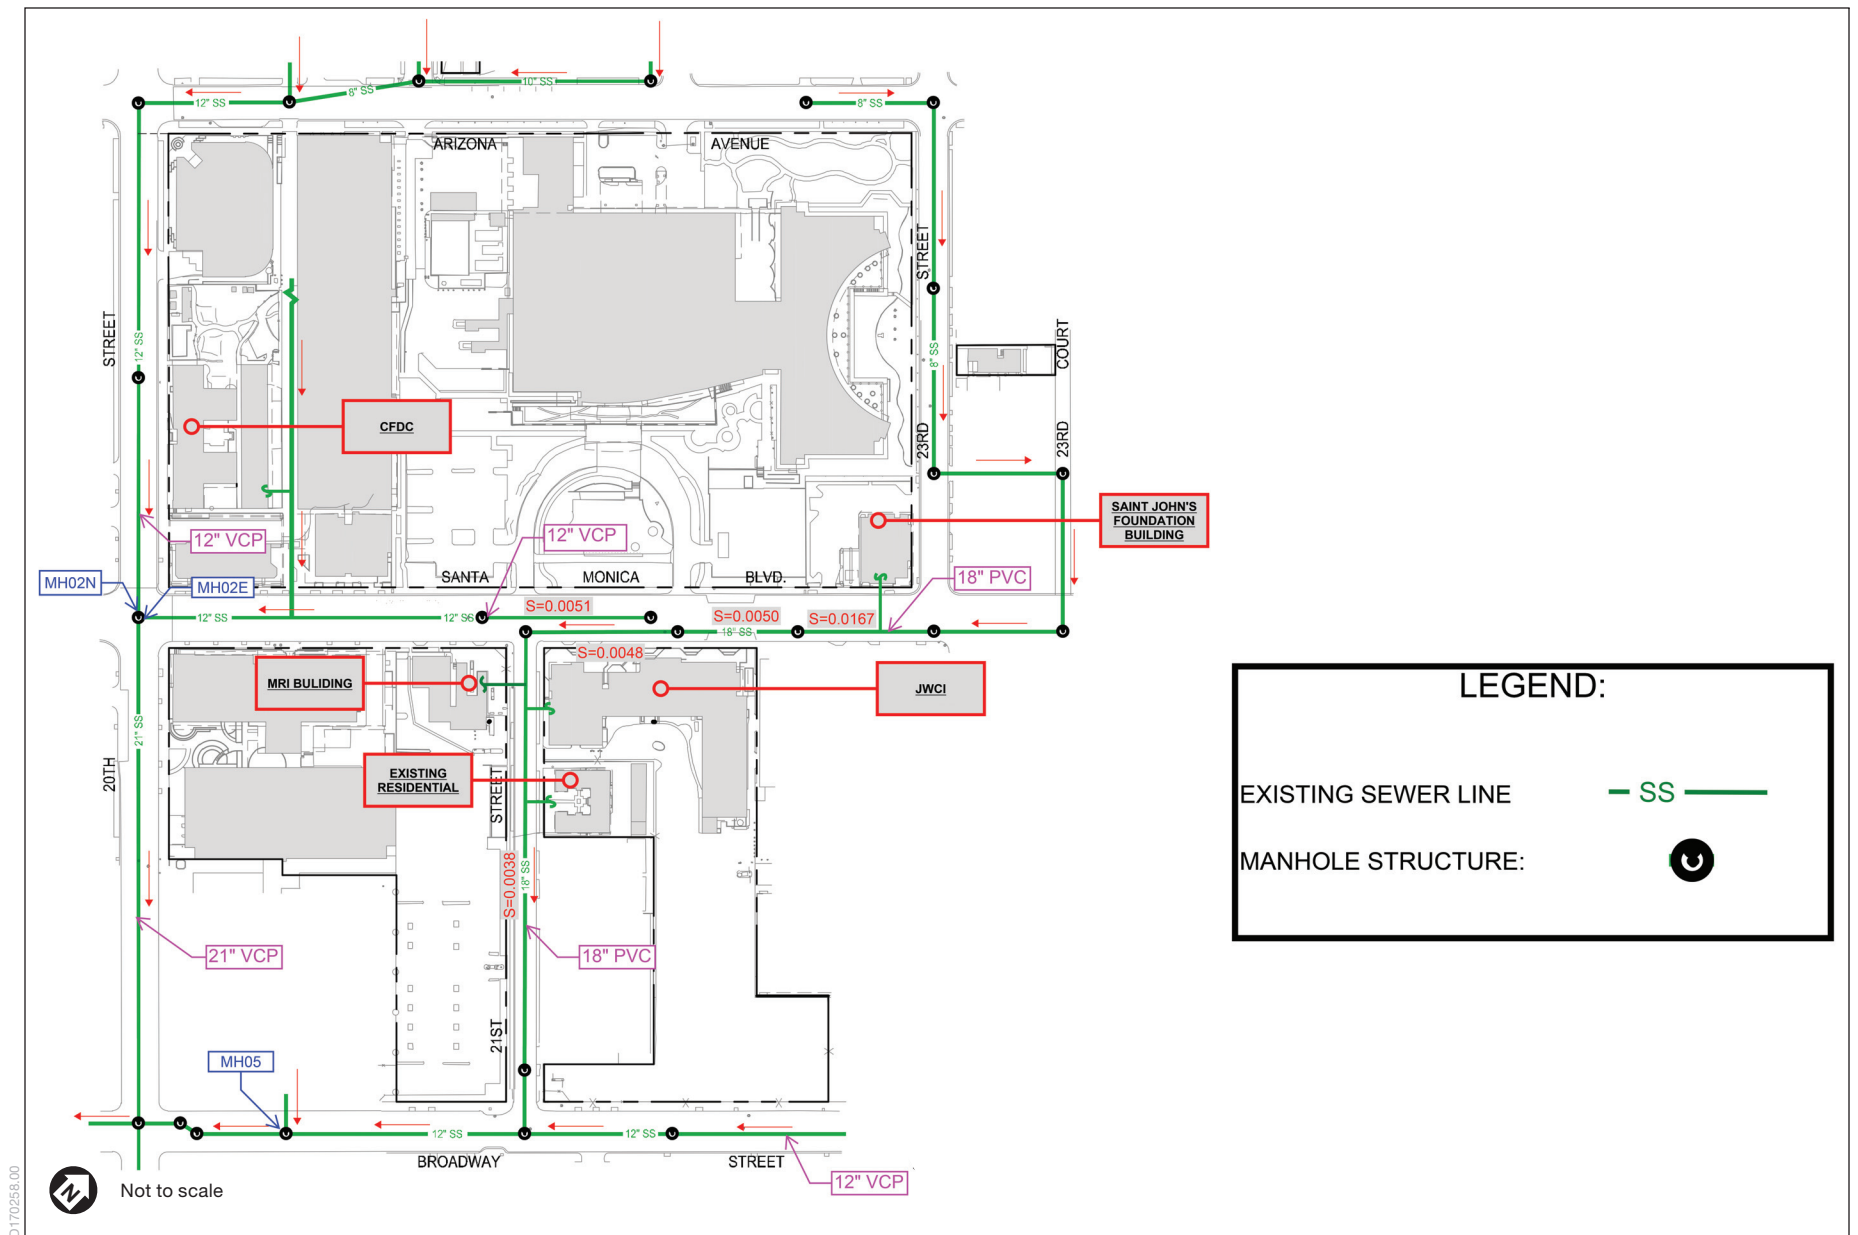 12" SS
8" SS
10" SS
8" SS
ARIZONA AVENUE
STREET
12" SS
STREET
8" SS
23RD
COURT
23RD
CFDC
SAINT JOHN'S
FOUNDATION
BUILDING
12" VCP
12" VCP
MH02N
MH02E
SANTA MONICA BLVD.
18" PVC
12" SS
12" SS
S=0.0051
S=0.0050
S=0.0167
18" SS
S=0.0048
MRI BULIDING
JWCI
21" SS
20TH
EXISTING
RESIDENTIAL
STREET
S=0.0038
18" SS
21" VCP
18" PVC
21ST
MH05
12" SS
12" SS
BROADWAY STREET
12" VCP
LEGEND:
EXISTING SEWER LINE
SS
MANHOLE STRUCTURE:
N
Not to scale
D170258.00